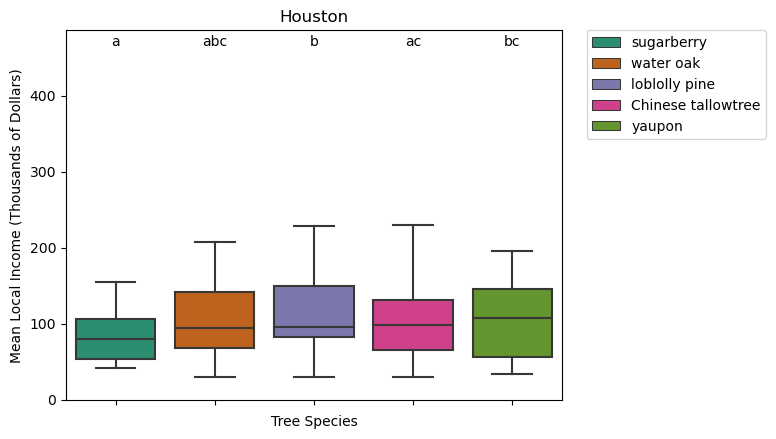 Houston
a abc b ac bc
sugarberry
water oak
loblolly pine
Chinese tallowtree
yaupon
Mean Local Income (Thousands of Dollars)
400
300
200
100
0
Tree Species